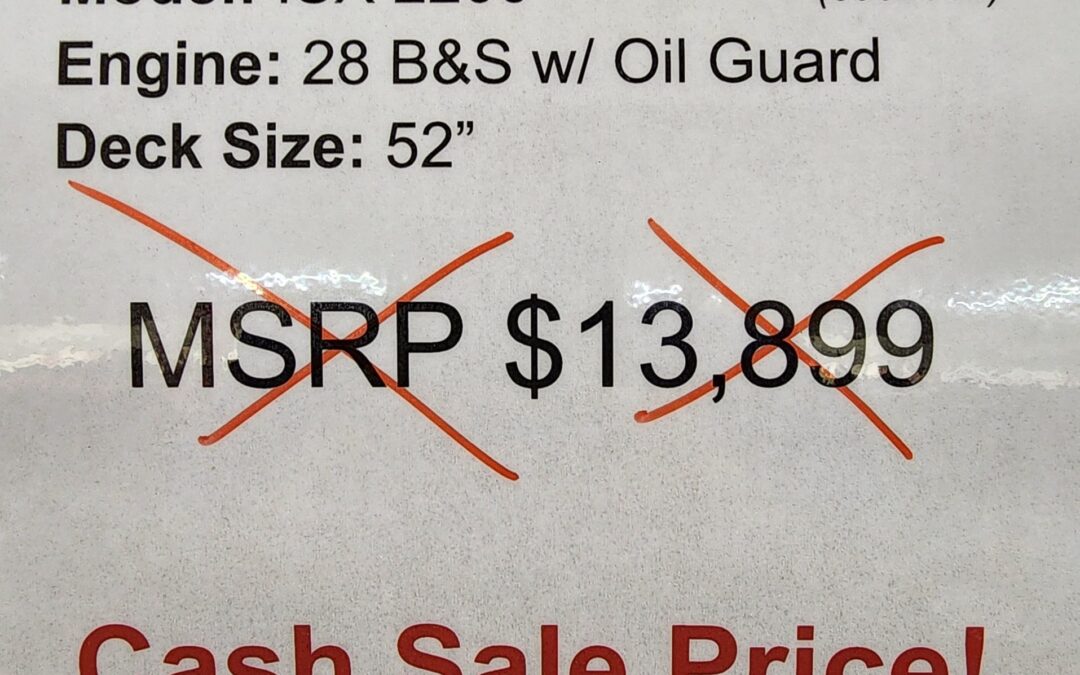 Engine: 28 B&S w/ Oil Guard
Deck Size: 52”
MSRP $13,899
Cash Sale Price!